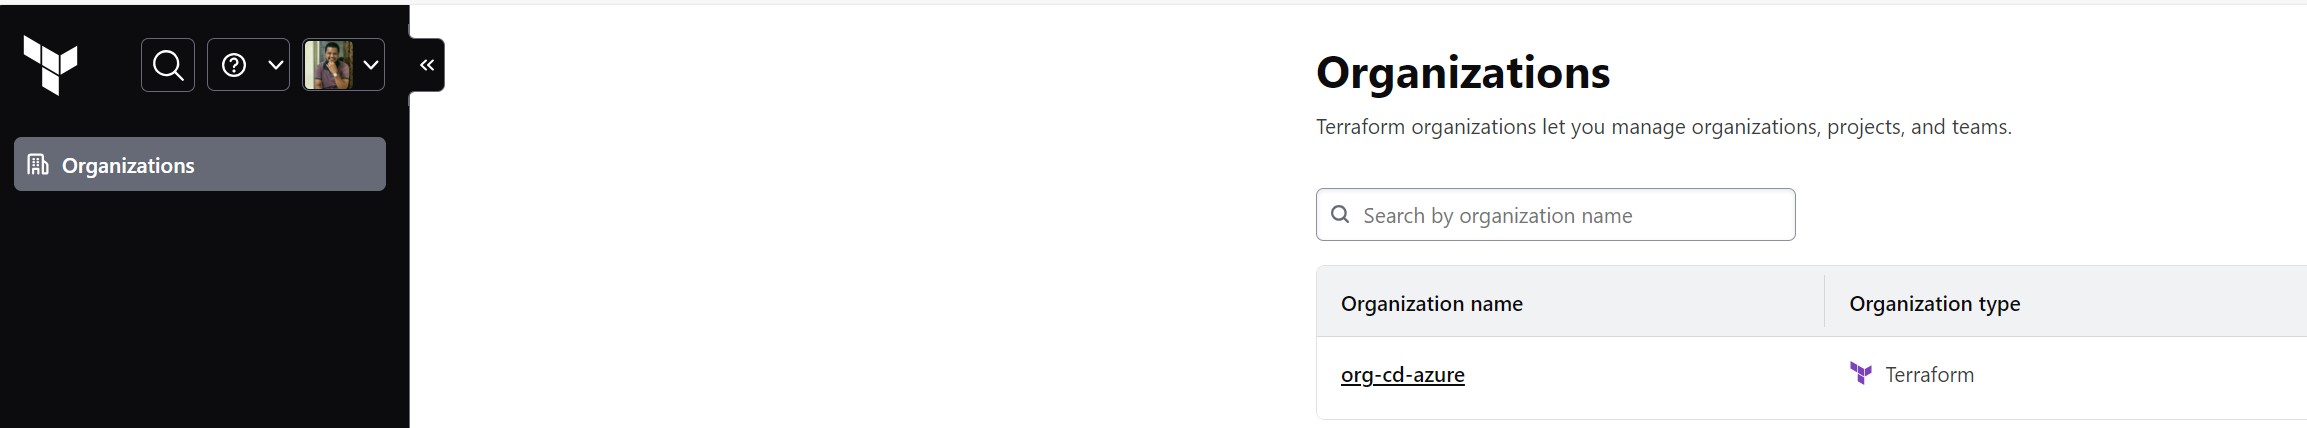 Organizations
Organizations
Terraform organizations let you manage organizations, projects, and teams.
Search by organization name
Organization name
Organization type
org-cd-azure
Terraform